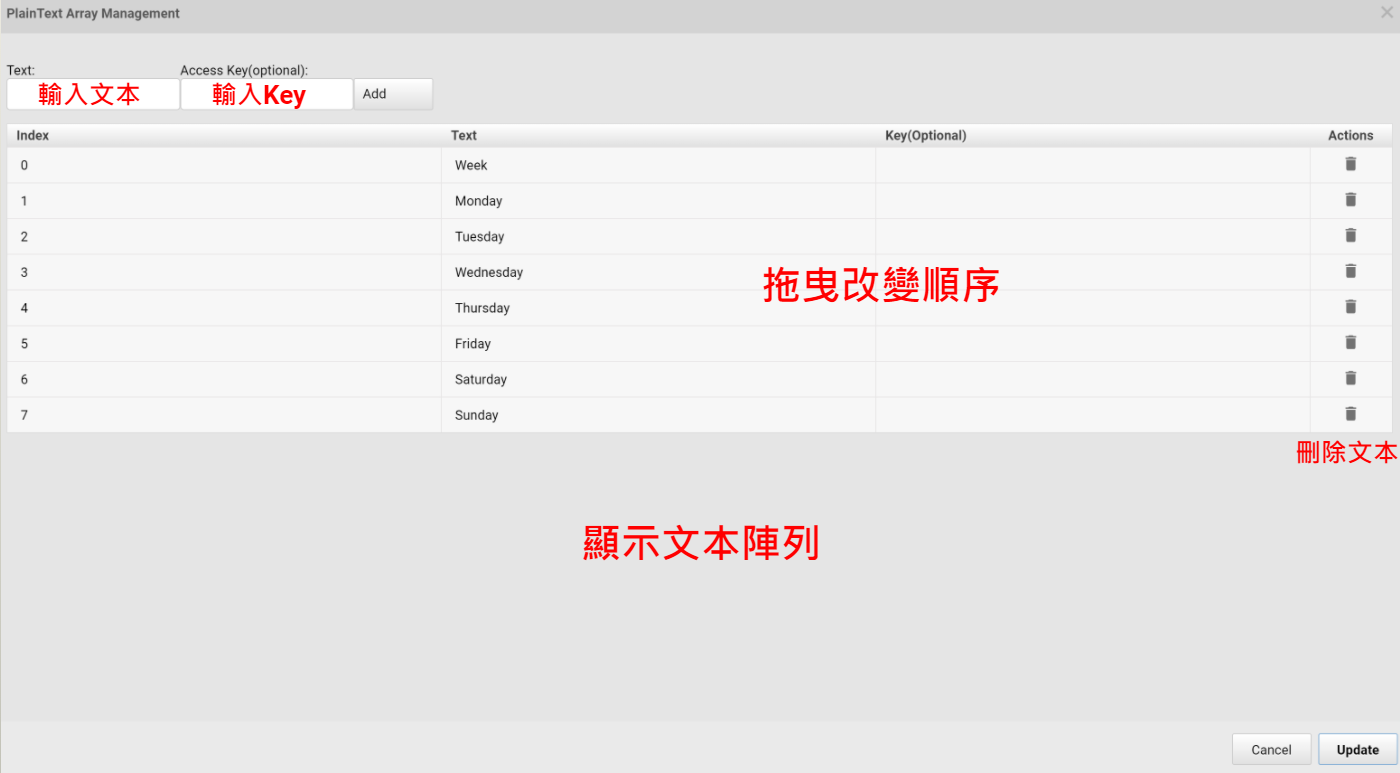 PlainText Array Management
Text: Access Key(optional):
輸入文本 輸入Key Add
Index Text Key(Optional) Actions
0 Week
1 Monday
2 Tuesday
3 Wednesday
拖曳改變順序
4 Thursday
5 Friday
6 Saturday
7 Sunday
刪除文本
顯示文本陣列
Cancel Update